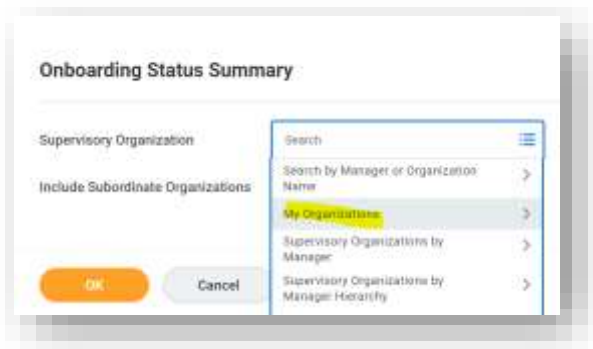 Onboarding Status Summary
Supervisory Organization
Search
Search by Manager or Organization
Name
Include Subordinate Organizations
My Organizations
Supervisory Organizations by
Manager
Supervisory Organizations by
Manager Hierarchy
OK
Cancel